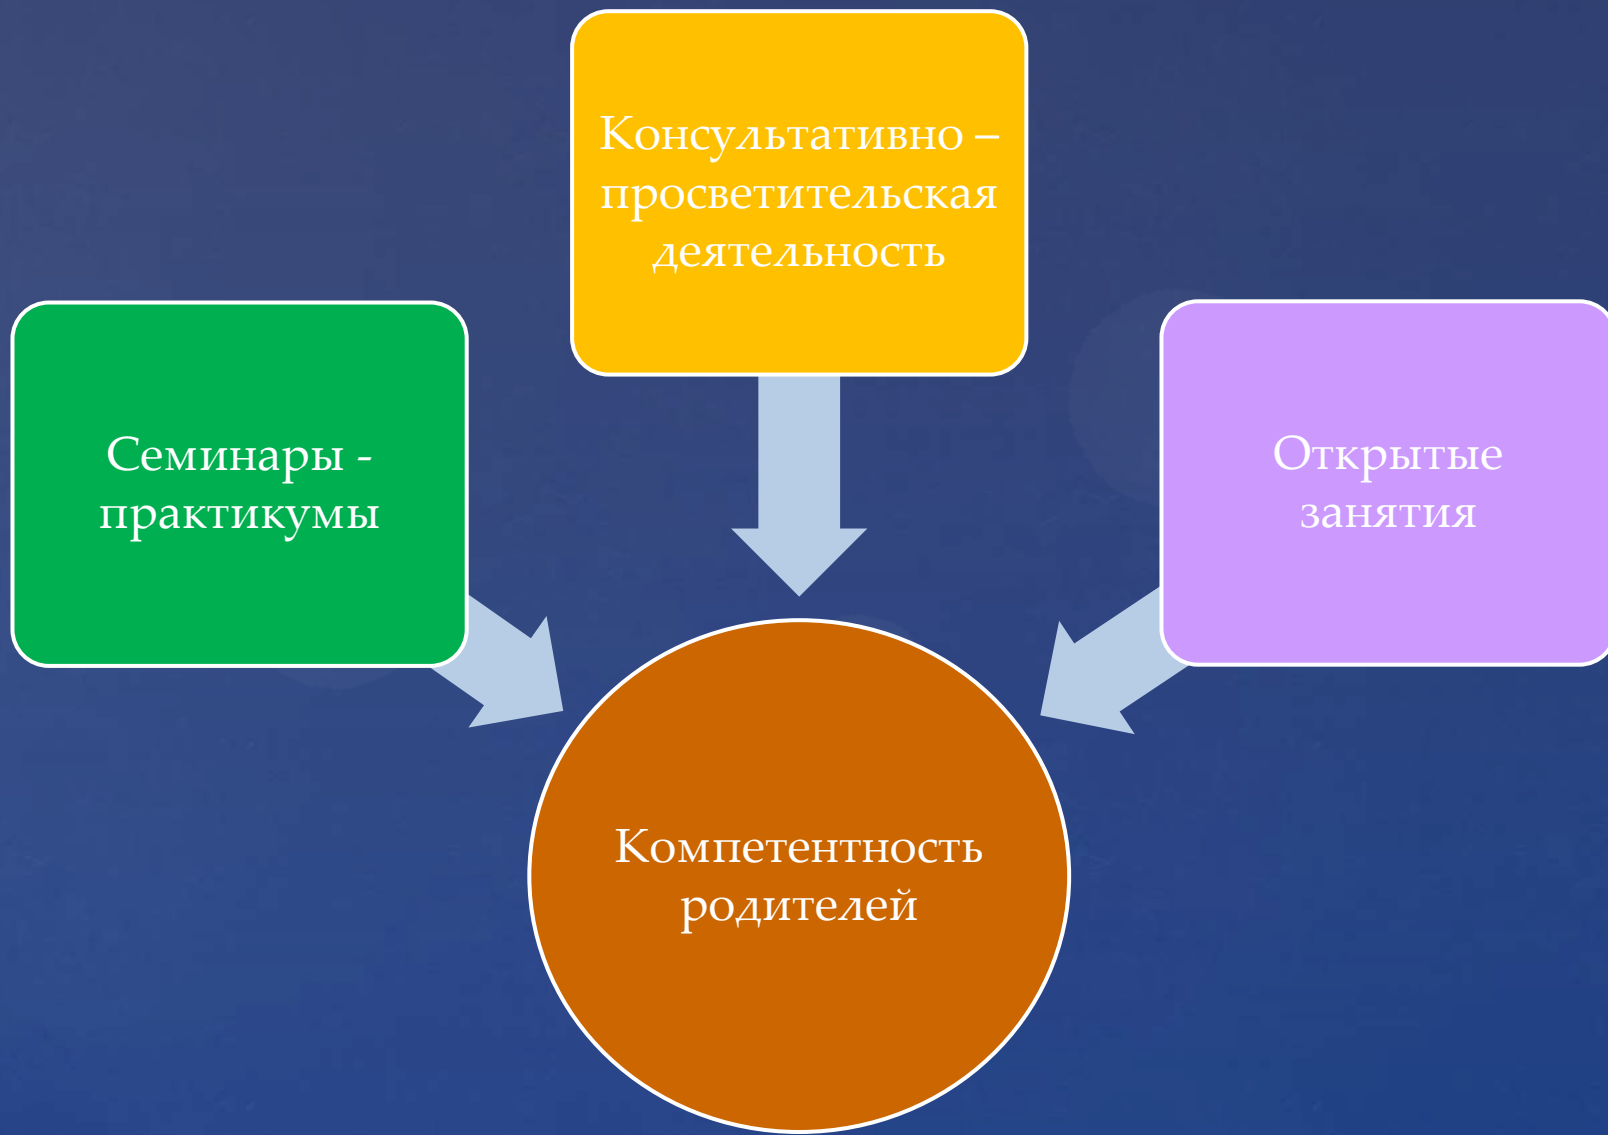 Консультативно –
просветительская
деятельность
Семинары -
практикумы
Открытые
занятия
Компетентность
родителей